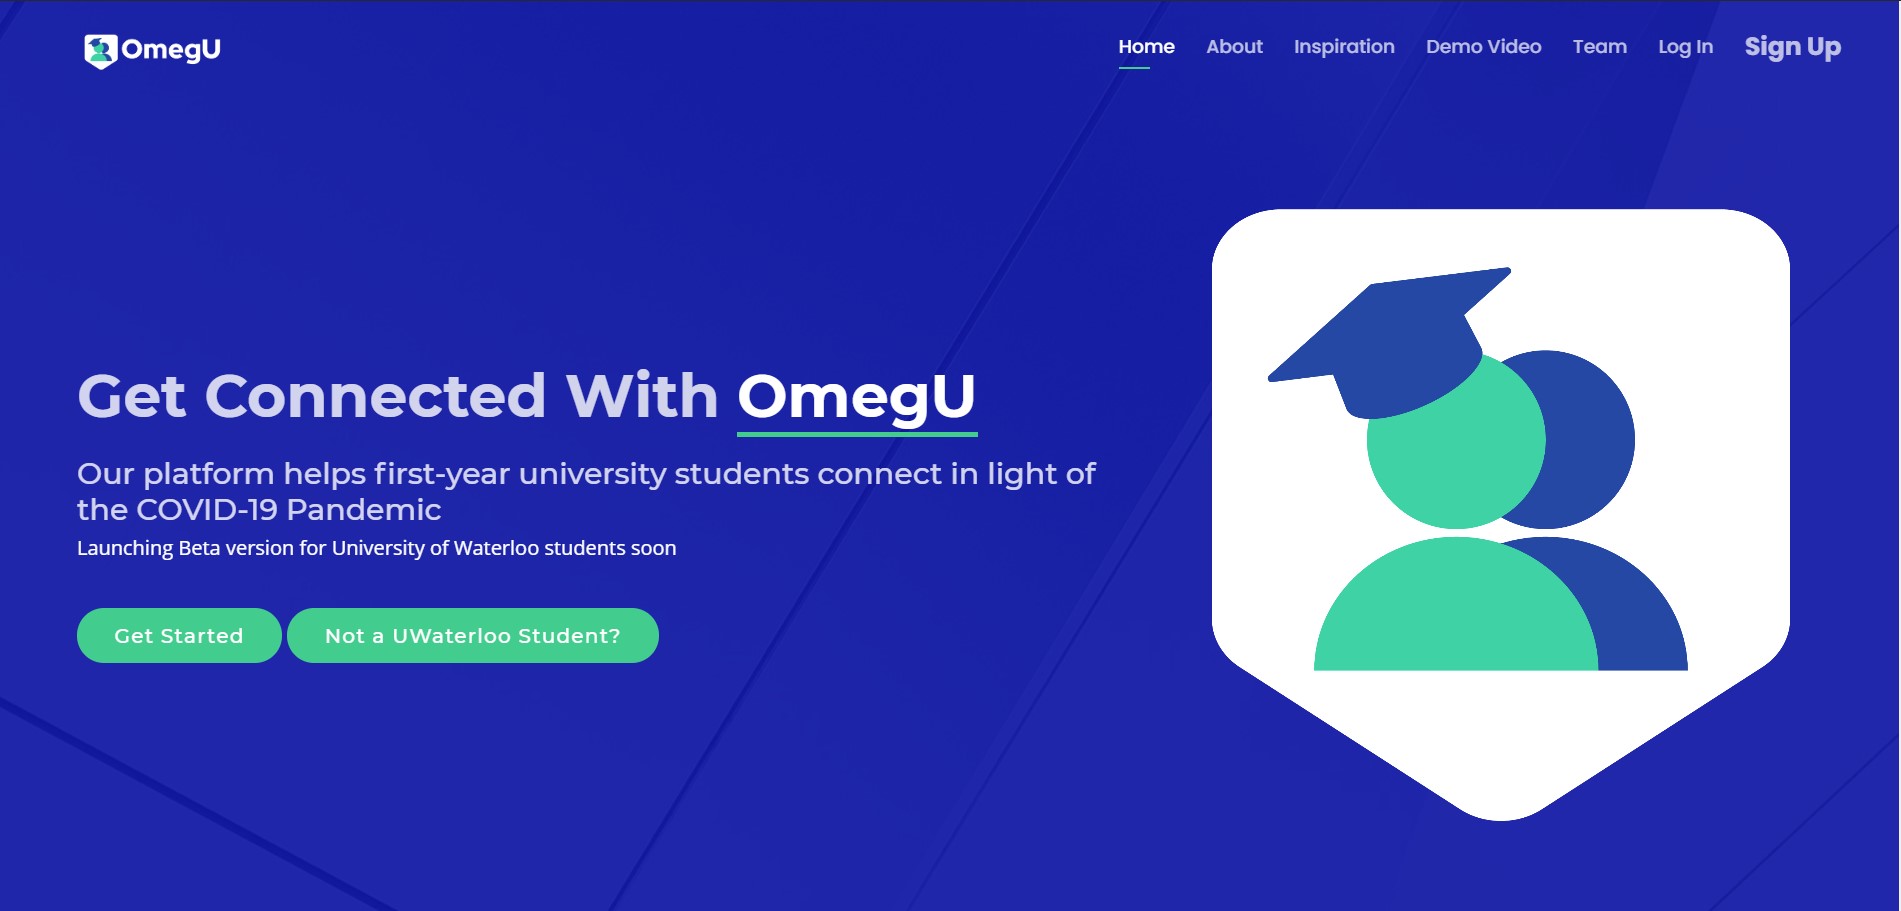 OmegU
Home About Inspiration Demo Video Team Log In Sign Up
Get Connected With OmegU
Our platform helps first-year university students connect in light of
the COVID-19 Pandemic
Launching Beta version for University of Waterloo students soon
Get Started Not a UWaterloo Student?